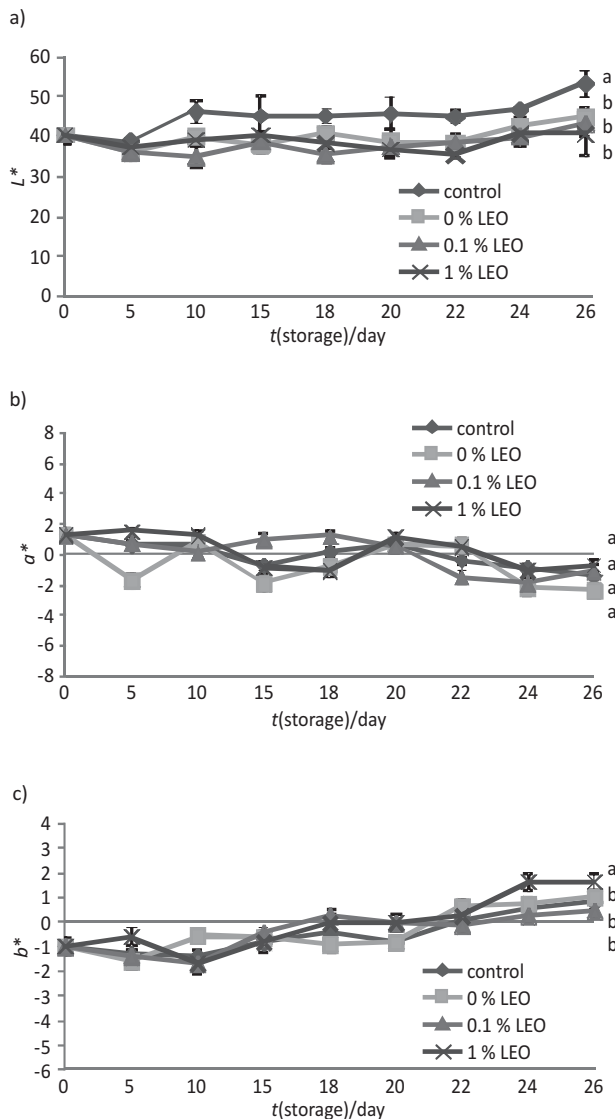 a)
60
50
40
30
20
10
0
L*
a
b
b
b
control
0 % LEO
0.1 % LEO
1 % LEO
0 5 10 15 18 20 22 24 26
t(storage)/day
b)
8
6
4
2
0
-2
-4
-6
-8
a*
control
0 % LEO
0.1 % LEO
1 % LEO
a
a
a
a
0 5 10 15 18 20 22 24 26
t(storage)/day
c)
4
3
2
1
0
-1
-2
-3
-4
-5
-6
b*
a
b
b
b
control
0 % LEO
0.1 % LEO
1 % LEO
0 5 10 15 18 20 22 24 26
t(storage)/day